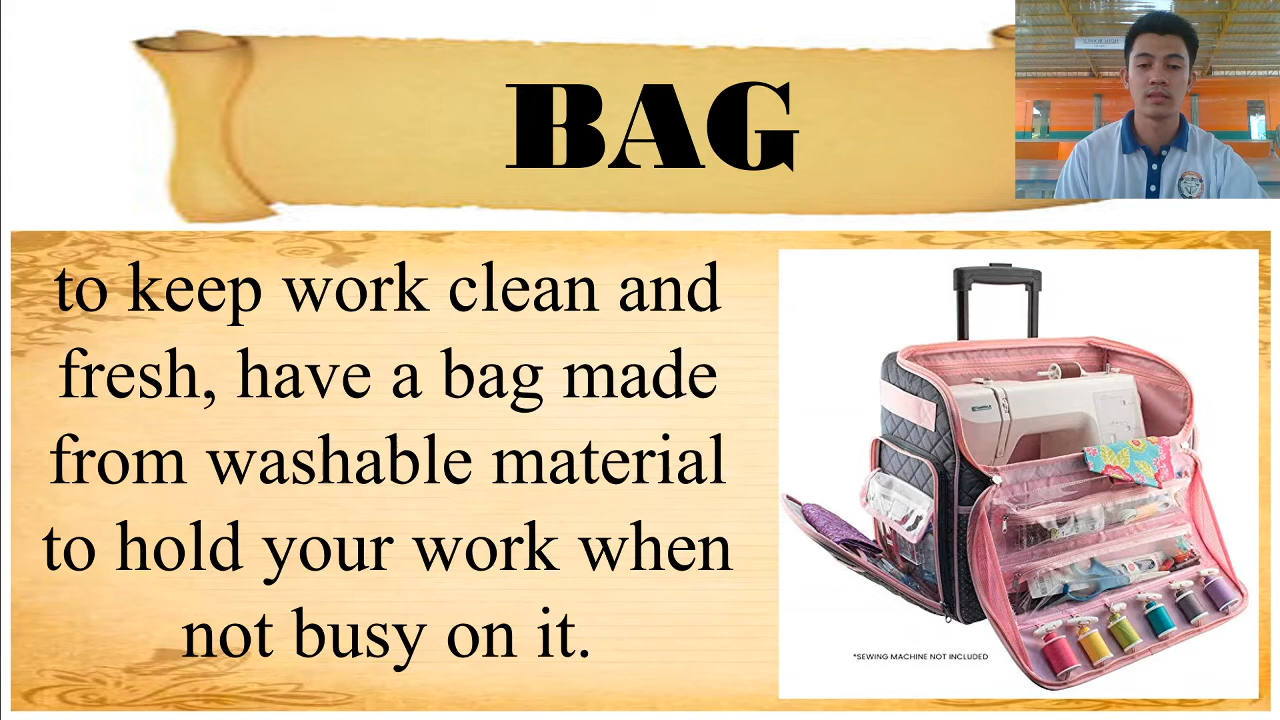 BAG
to keep work clean and
fresh, have a bag made
from washable material
to hold your work when
not busy on it.
*SEWING MACHINE NOT INCLUDED